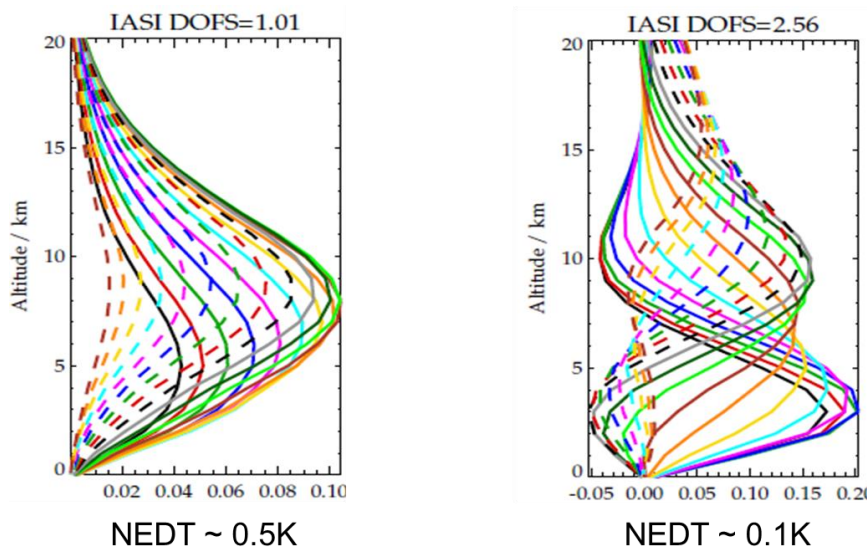 IASI DOFS=1.01
20
15
10
5
0
Altitude / km
0.02 0.04 0.06 0.08 0.10
NEDT ~ 0.5K
IASI DOFS=2.56
20
15
10
5
0
Altitude / km
-0.05 0.00 0.05 0.10 0.15 0.20
NEDT ~ 0.1K